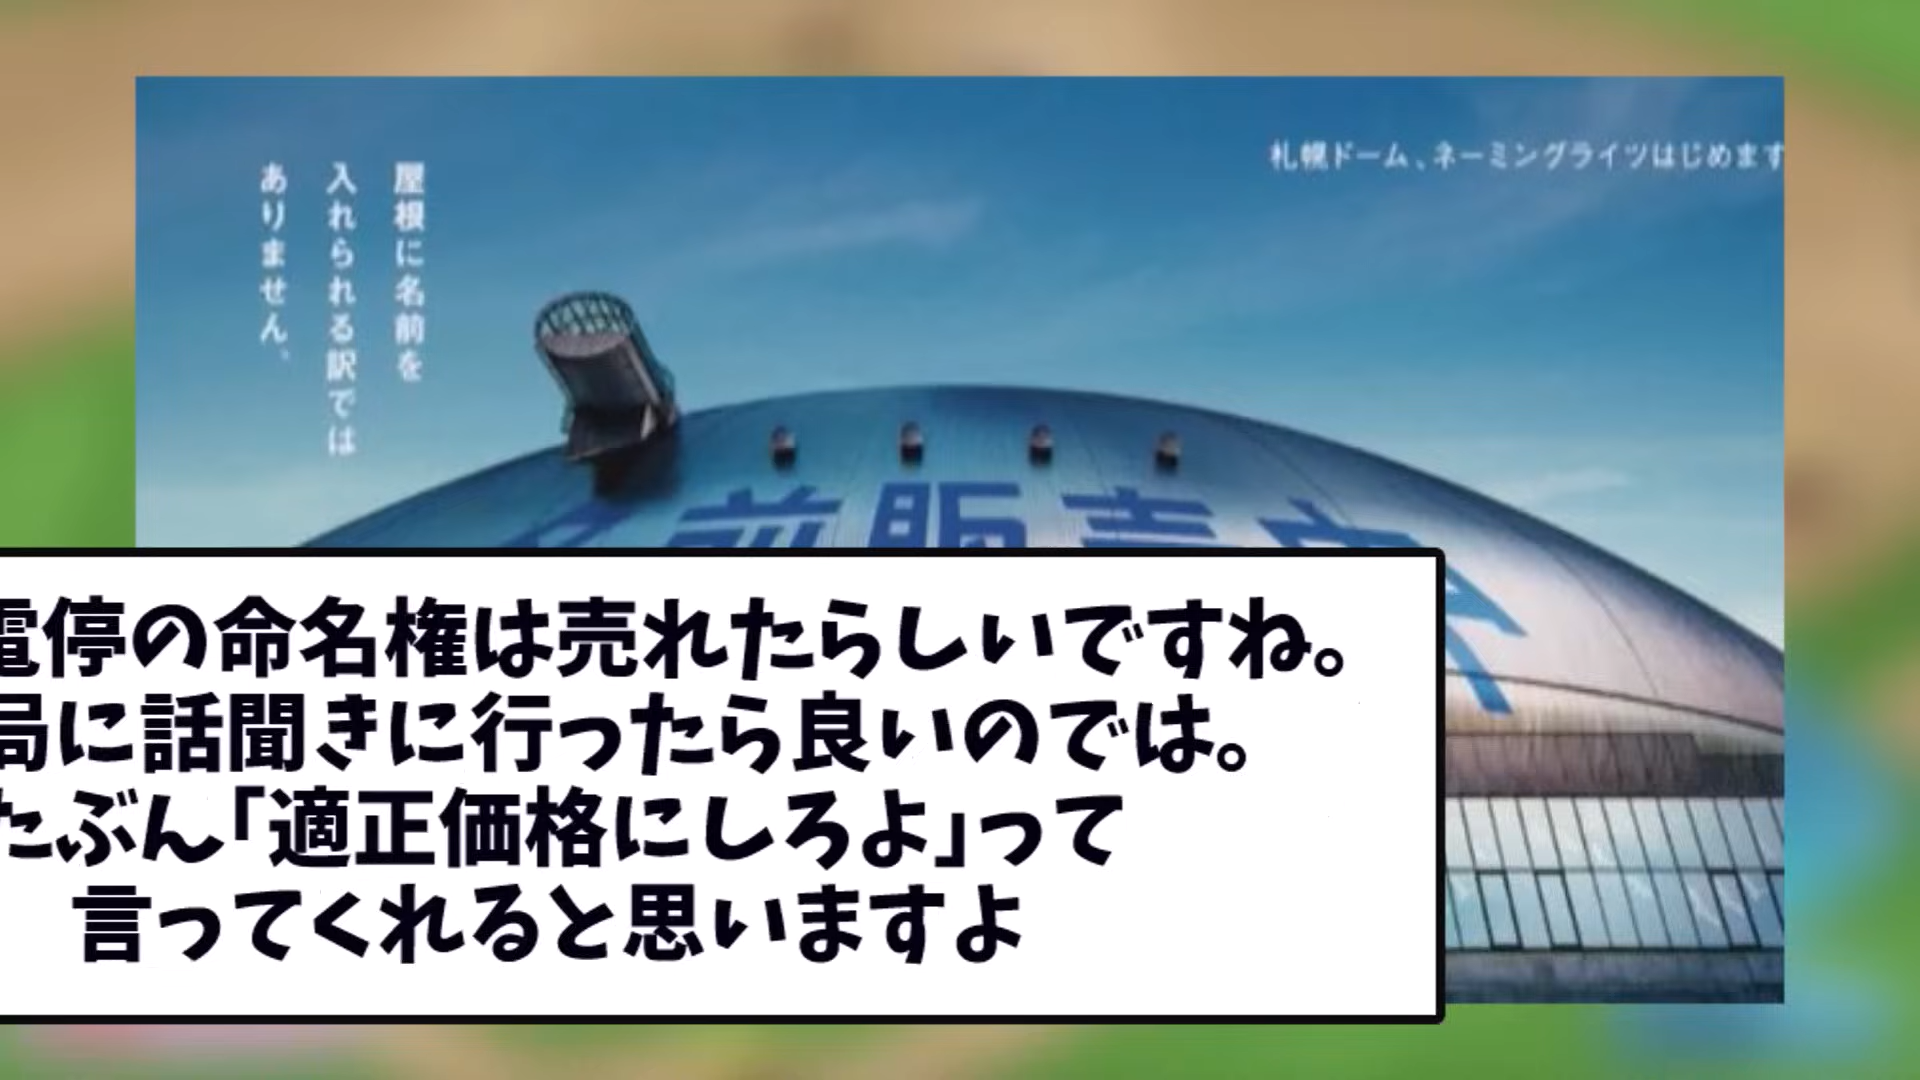 札幌ドーム、ネーミングライツはじめます
屋根に名前を
入れられる訳では
ありません。
前販売中
電停の命名権は売れたらしいですね。
局に話聞きに行ったら良いのでは。
たぶん「適正価格にしろよ」って
言ってくれると思いますよ